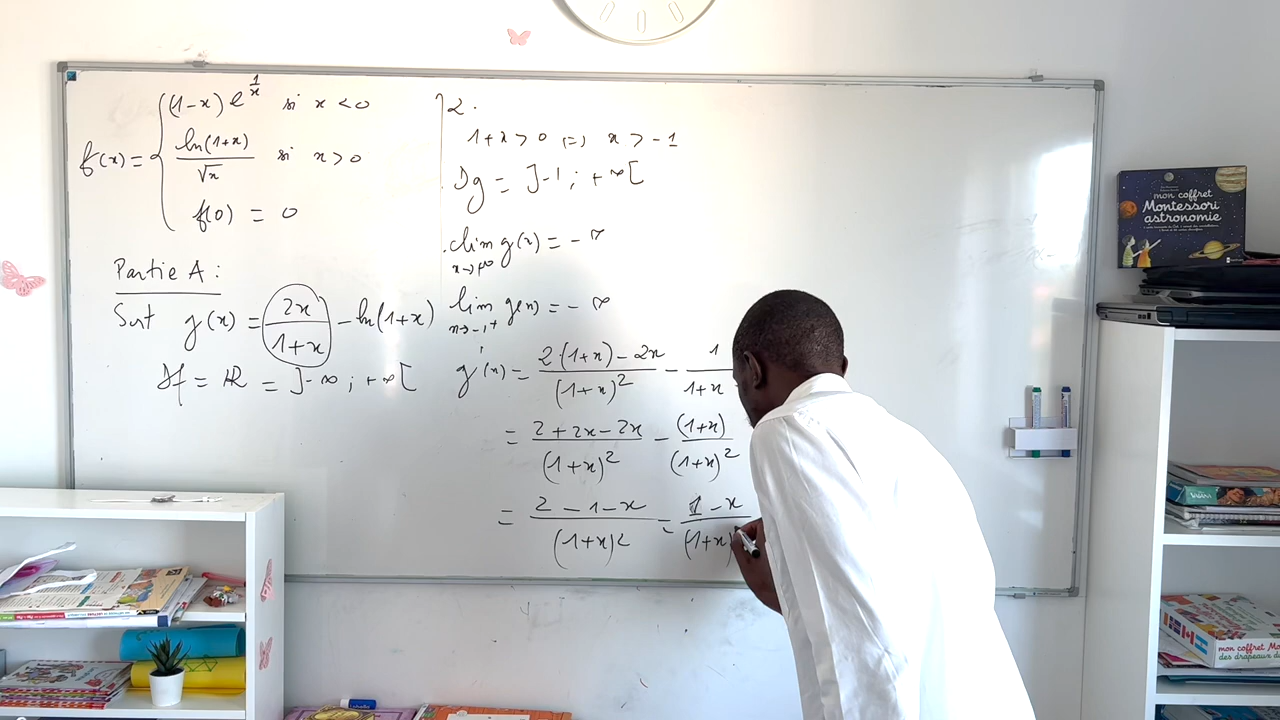 f(x) = { (1-x) e^{1/x} si x < 0
ln(1+x)/√x si x > 0
f(0) = 0
Partie A :
Soit g(x) = 2x/(1+x) - ln(1+x)
Df = ℝ = ]-∞ ; +∞[
2.
1+x > 0 (=) x > -1
Dg = ]-1 ; +∞[
lim x→+∞ g(x) = -∞
lim x→-1+ g(x) = -∞
g'(x) = (2(1+x) - 2x)/(1+x)² - 1/(1+x)
= (2+2x-2x)/(1+x)² - (1+x)/(1+x)²
= (2-1-x)/(1+x)² = (1-x)/(1+x)
mon coffret
Montessori
astronomie
VAIANA
mon coffret Mo
des drapeaux d